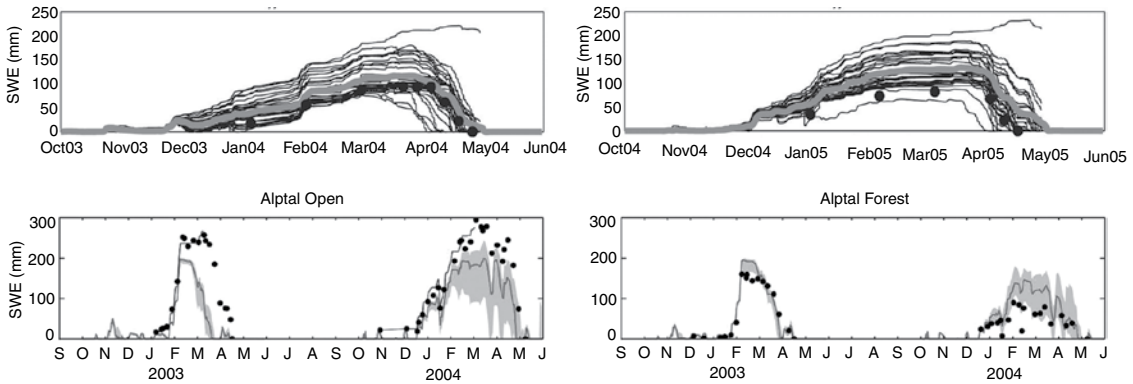 250
200
150
100
50
0
SWE (mm)
Oct03 Nov03 Dec03 Jan04 Feb04 Mar04 Apr04 May04 Jun04
250
200
150
100
50
0
SWE (mm)
Oct04 Nov04 Dec04 Jan05 Feb05 Mar05 Apr05 May05 Jun05
Alptal Open
300
200
100
0
SWE (mm)
S O N D J F M A M J J A S O N D J F M A M J
2003 2004
Alptal Forest
300
200
100
0
S O N D J F M A M J J A S O N D J F M A M J
2003 2004